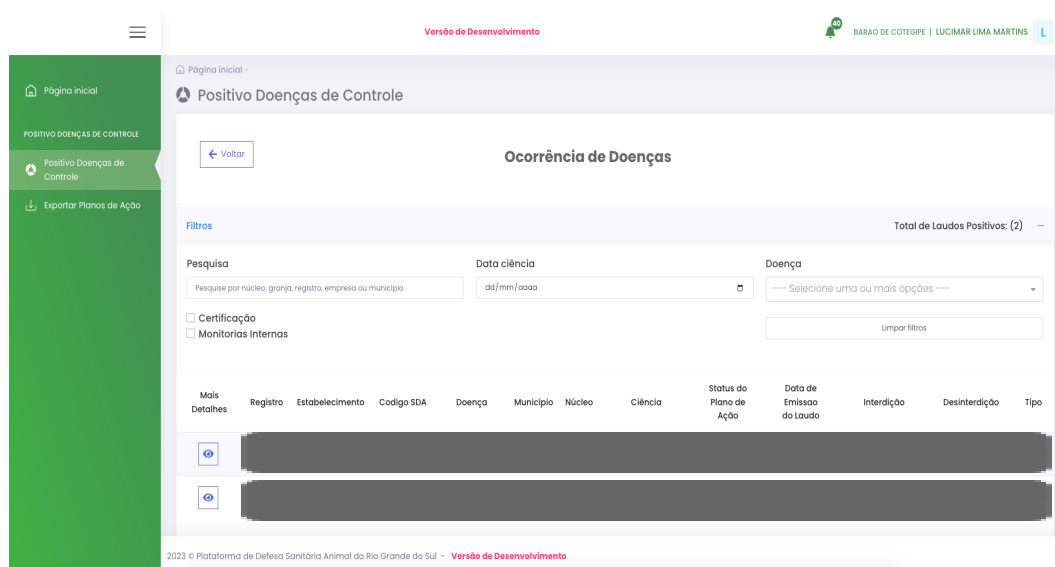 Versão de Desenvolvimento
40
BARAO DE COTEGIPE | LUCIMAR LIMA MARTINS L
Página inicial
POSITIVO DOENÇAS DE CONTROLE
Positivo Doenças de
Controle
Exportar Planos de Ação
Página inicial -
Positivo Doenças de Controle
Voltar
Ocorrência de Doenças
Filtros
Total de Laudos Positivos: (2) —
Pesquisa
Data ciência
Doença
Pesquise por núcleo, granja, registro, empresa ou município
dd/mm/aaaa
--- Selecione uma ou mais opções ---
Certificação
Monitorias Internas
Limpar filtros
Mais
Detalhes
Registro
Estabelecimento
Codigo SDA
Doença
Município
Núcleo
Ciência
Status do
Plano de
Ação
Data de
Emissao
do Laudo
Interdição
Desinterdição
Tipo
2023 © Plataforma de Defesa Sanitária Animal do Rio Grande do Sul - Versão de Desenvolvimento